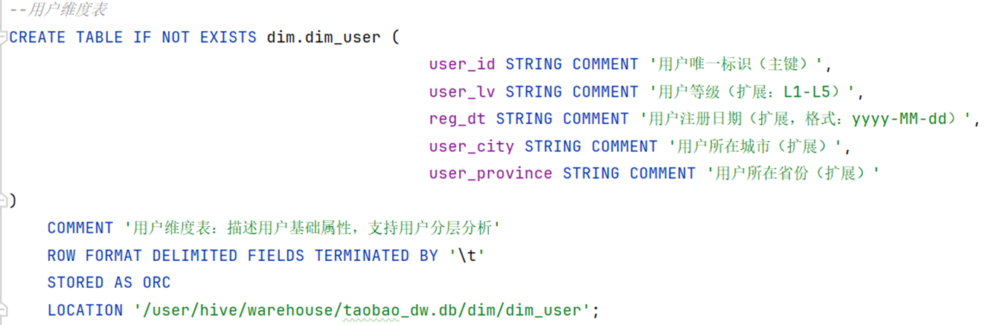 --用户维度表
CREATE TABLE IF NOT EXISTS dim.dim_user (
user_id STRING COMMENT '用户唯一标识（主键）',
user_lv STRING COMMENT '用户等级（扩展：L1-L5）',
reg_dt STRING COMMENT '用户注册日期（扩展，格式：yyyy-MM-dd）',
user_city STRING COMMENT '用户所在城市（扩展）',
user_province STRING COMMENT '用户所在省份（扩展）'
)
COMMENT '用户维度表：描述用户基础属性，支持用户分层分析'
ROW FORMAT DELIMITED FIELDS TERMINATED BY '\t'
STORED AS ORC
LOCATION '/user/hive/warehouse/taobao_dw.db/dim/dim_user';